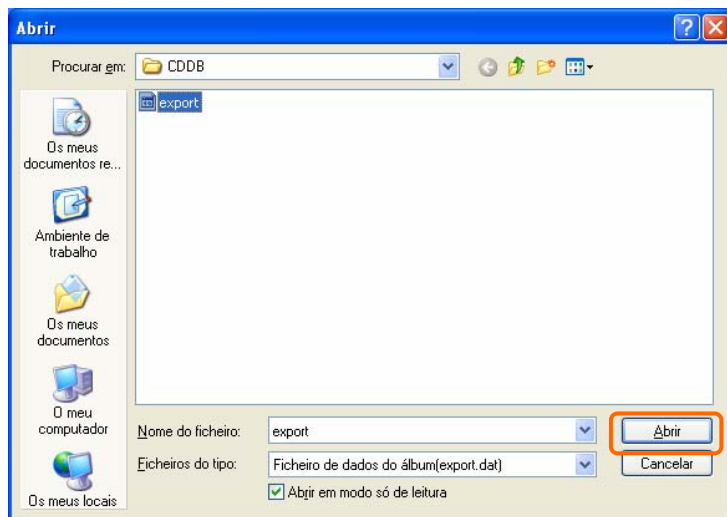 Abrir
Procurar em:
CDDB
export
Os meus
documentos re...
Ambiente de
trabalho
Os meus
documentos
O meu
computador
Os meus locais
Nome do ficheiro:
export
Abrir
Ficheiros do tipo:
Ficheiro de dados do álbum(export.dat)
Cancelar
Abrir em modo só de leitura